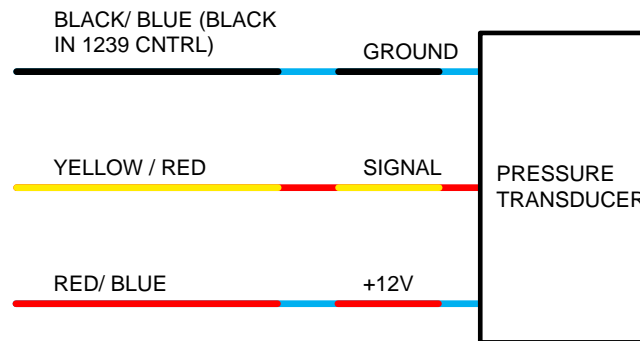 BLACK/ BLUE (BLACK
IN 1239 CNTRL)
GROUND
YELLOW / RED
SIGNAL
PRESSURE
TRANSDUCER
RED/ BLUE
+12V